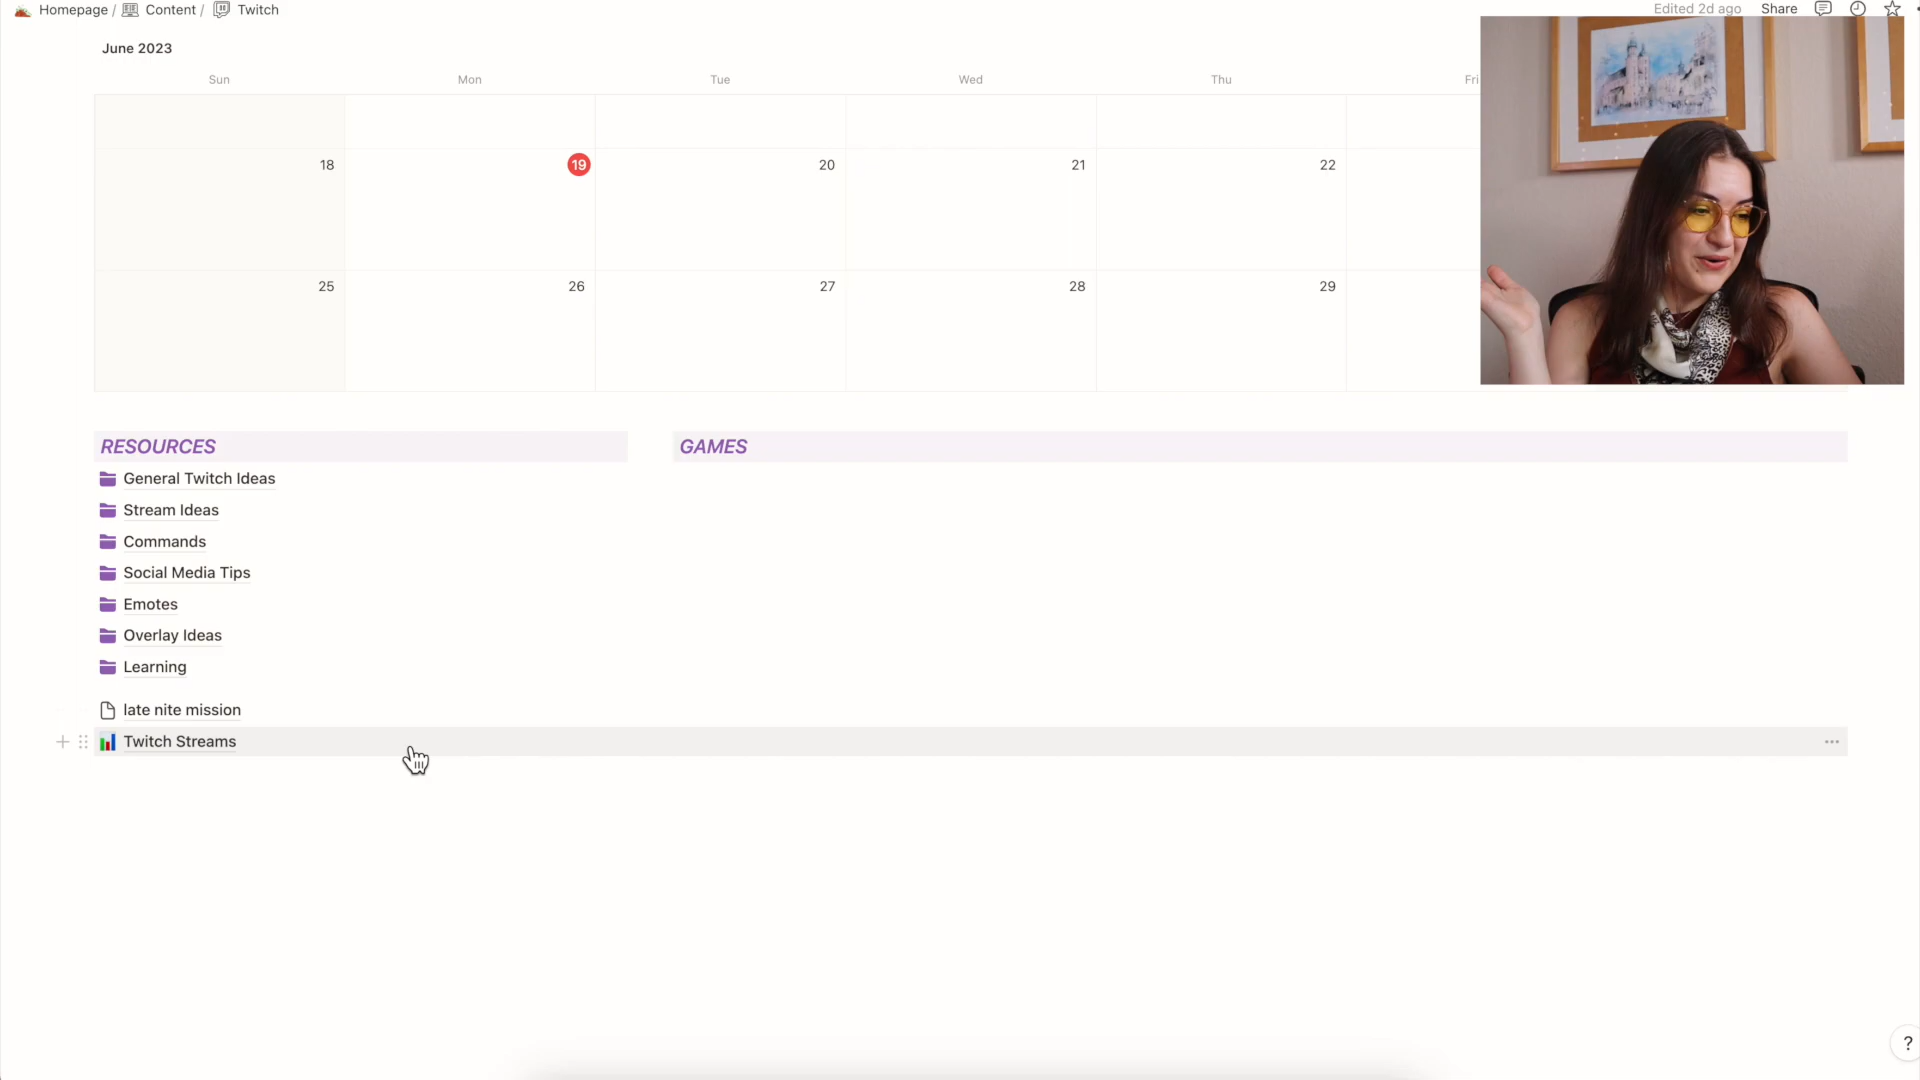 Homepage / Content / Twitch
Edited 2d ago Share
June 2023
Sun Mon Tue Wed Thu Fri
18 19 20 21 22
25 26 27 28 29
RESOURCES GAMES
General Twitch Ideas
Stream Ideas
Commands
Social Media Tips
Emotes
Overlay Ideas
Learning
late nite mission
Twitch Streams
?